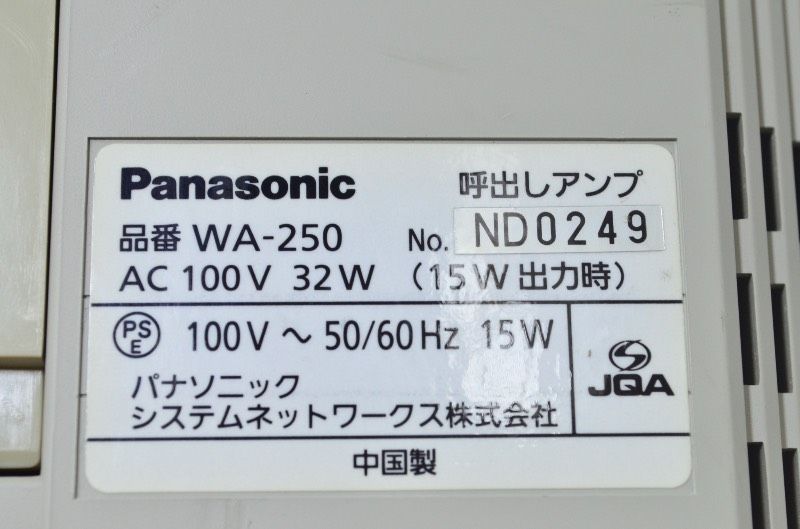 Panasonic 呼出しアンプ
品番 WA-250 No. ND0249
AC 100V 32W (15W 出力時)
PSE 100V ～ 50/60Hz 15W
JQA
パナソニック
システムネットワークス株式会社
中国製